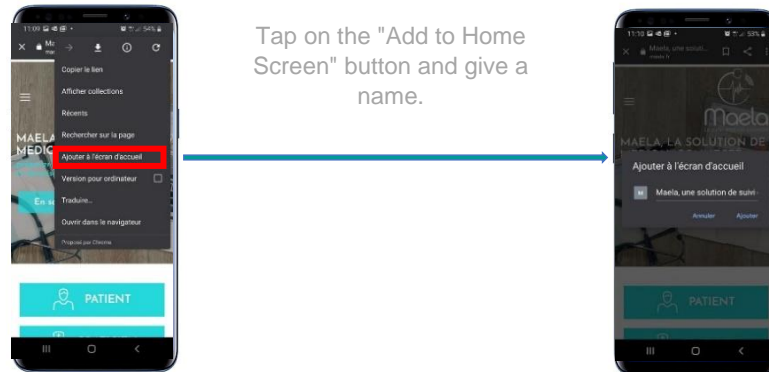 Tap on the "Add to Home
Screen" button and give a
name.
11:09
54%
Copier le lien
Afficher collections
Récents
Rechercher sur la page
Ajouter à l'écran d'accueil
Version pour ordinateur
Traduire...
Ouvrir dans le navigateur
Proposé par Chrome
MAELA
MEDIC
En s
PATIENT
11:10
53%
Maela, une soluti...
maela.fr
Maela
MAELA, LA SOLUTION DE
Ajouter à l'écran d'accueil
M
Maela, une solution de suivi
Annuler
Ajouter
PATIENT